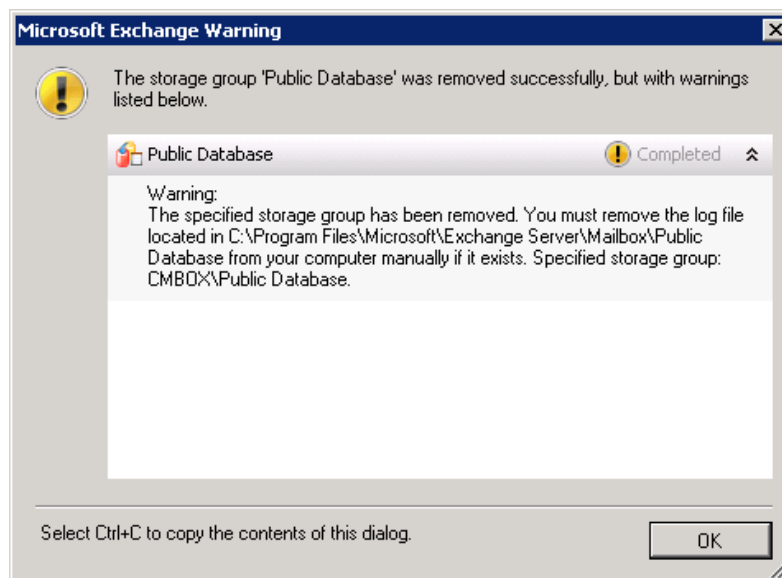 Microsoft Exchange Warning
The storage group 'Public Database' was removed successfully, but with warnings
listed below.
Public Database
Completed
Warning:
The specified storage group has been removed. You must remove the log file
located in C:\Program Files\Microsoft\Exchange Server\Mailbox\Public
Database from your computer manually if it exists. Specified storage group:
CMBOX\Public Database.
Select Ctrl+C to copy the contents of this dialog.
OK